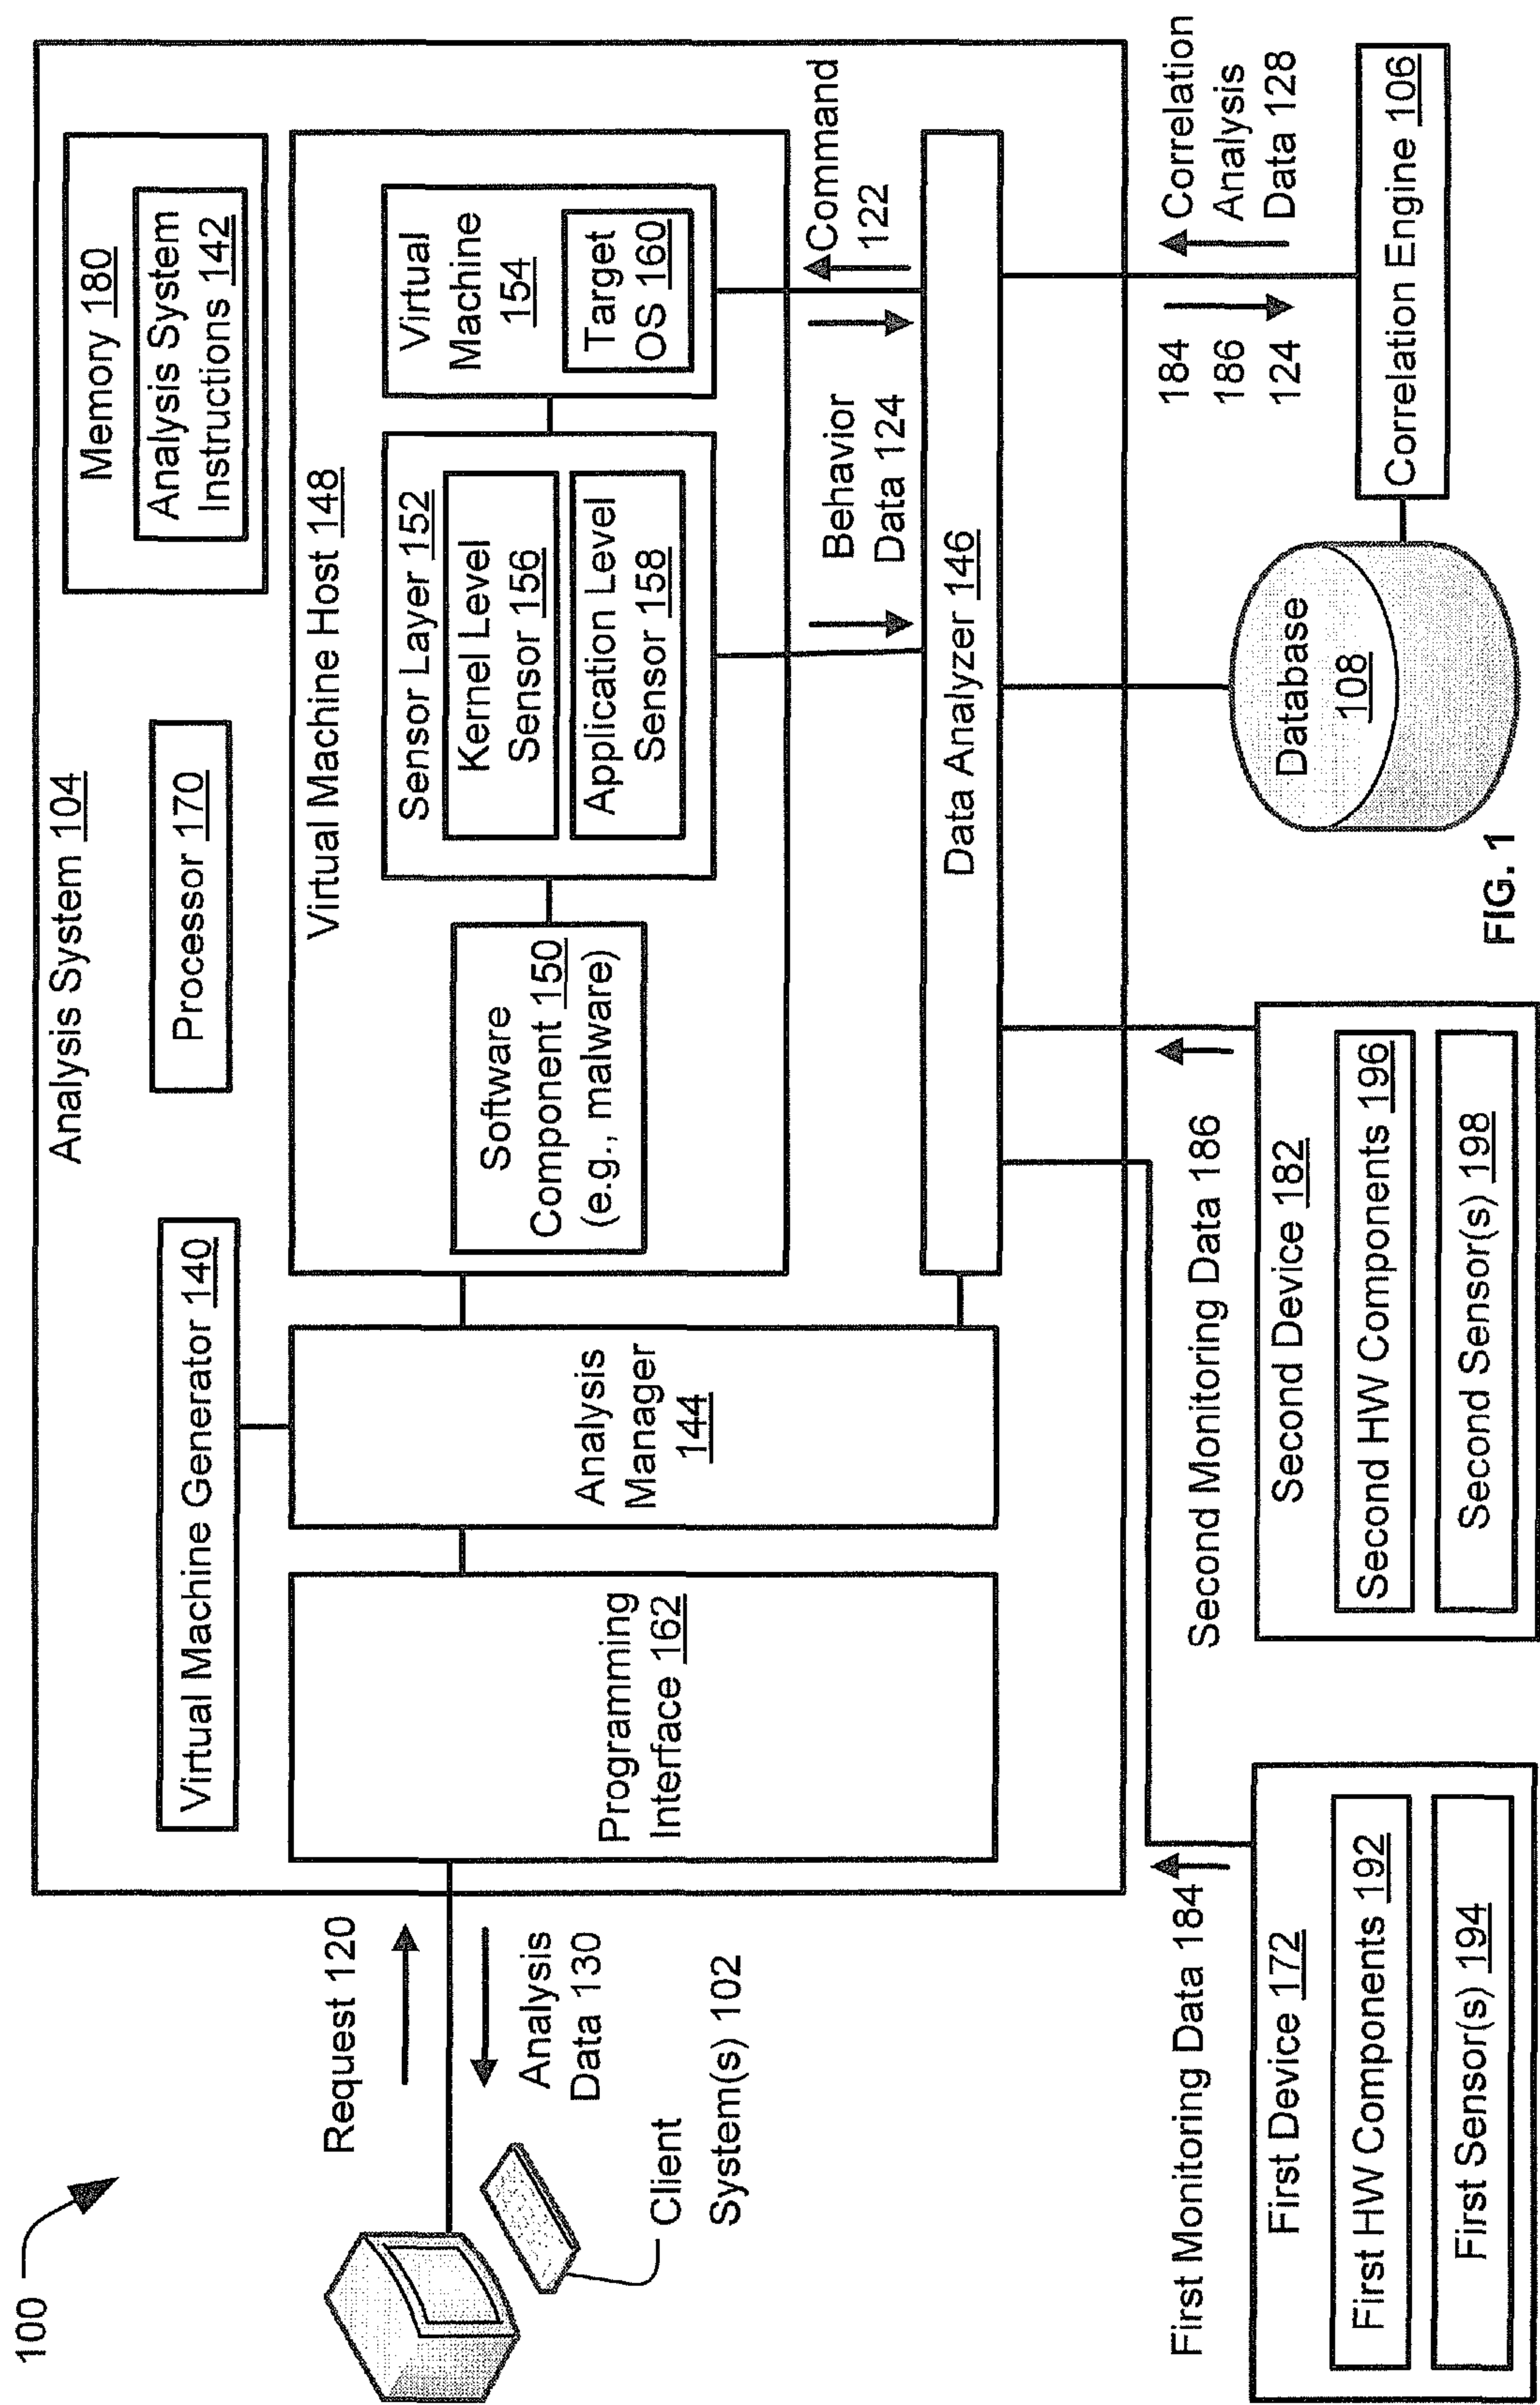 100
Analysis System 104
Virtual Machine Generator 140
Processor 170
Memory 180
Analysis System
Instructions 142
Request 120
Analysis
Data 130
Client
System(s) 102
Programming
Interface 162
Analysis
Manager
144
Virtual Machine Host 148
Software
Component 150
(e.g., malware)
Sensor Layer 152
Kernel Level
Sensor 156
Application Level
Sensor 158
Virtual
Machine
154
Target
OS 160
Behavior
Data 124
Command
122
Data Analyzer 146
First Monitoring Data 184
First Device 172
First HW Components 192
First Sensor(s) 194
Second Monitoring Data 186
Second Device 182
Second HW Components 196
Second Sensor(s) 198
Database
108
184
186
124
Correlation
Analysis
Data 128
Correlation Engine 106
FIG. 1